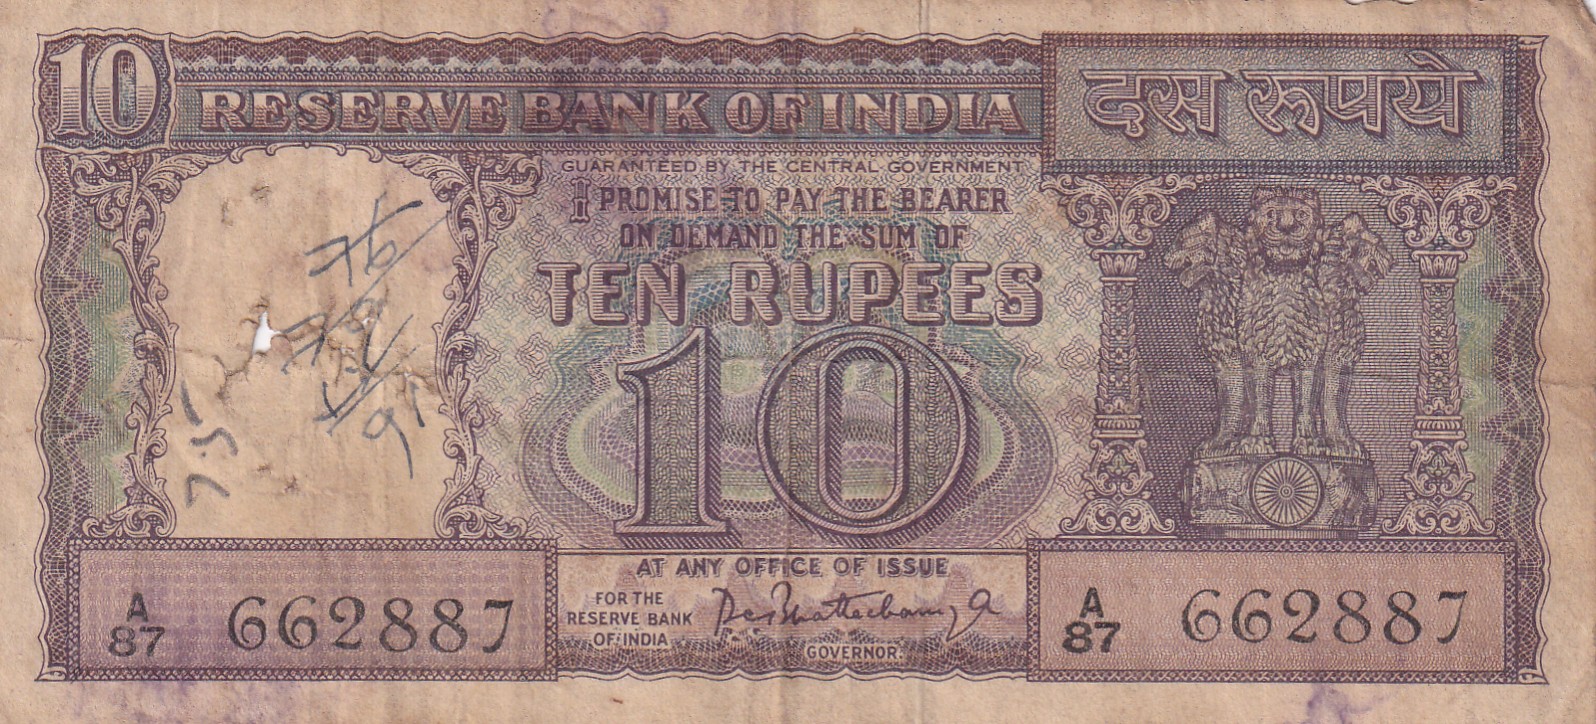 10
RESERVE BANK OF INDIA
दस रूपये
GUARANTEED BY THE CENTRAL GOVERNMENT
I PROMISE TO PAY THE BEARER
ON DEMAND THE SUM OF
TEN RUPEES
10
AT ANY OFFICE OF ISSUE
FOR THE
RESERVE BANK
OF INDIA
GOVERNOR.
A
87 662887
A
87 662887